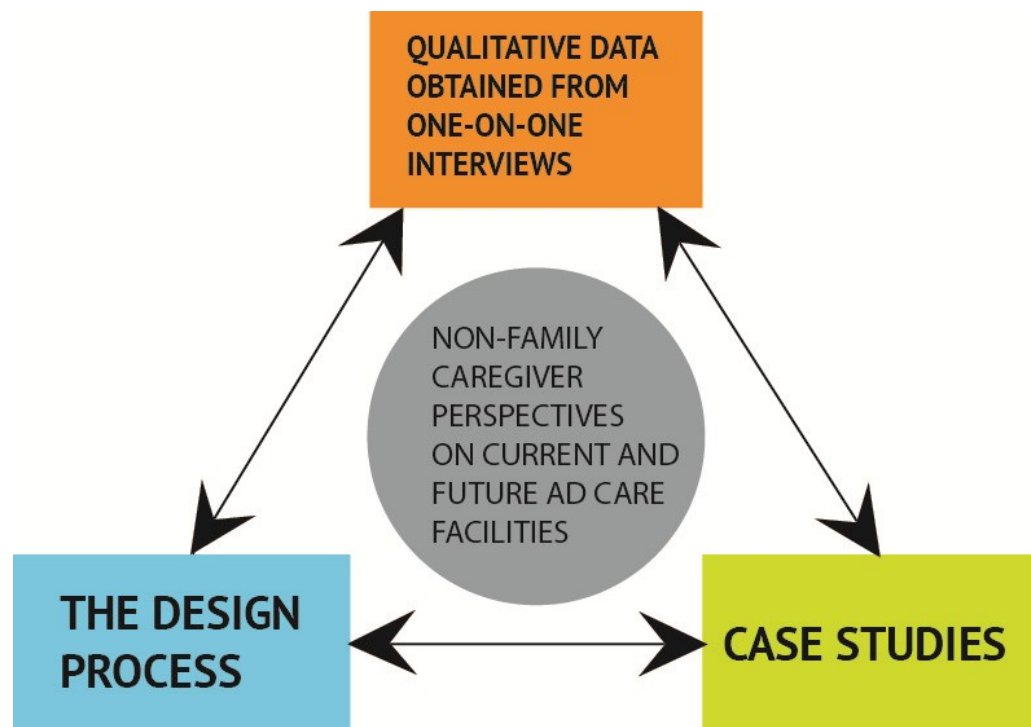 QUALITATIVE DATA
OBTAINED FROM
ONE-ON-ONE
INTERVIEWS
NON-FAMILY
CAREGIVER
PERSPECTIVES
ON CURRENT AND
FUTURE AD CARE
FACILITIES
THE DESIGN
PROCESS
CASE STUDIES